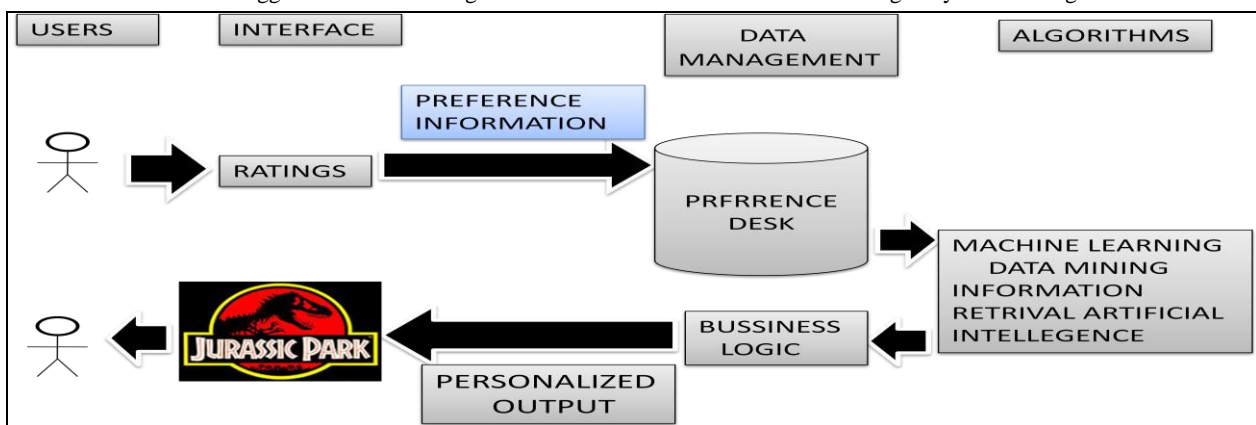 USERS
INTERFACE
DATA
MANAGEMENT
ALGORITHMS
PREFERENCE
INFORMATION
RATINGS
PRFRRENCE
DESK
MACHINE LEARNING
DATA MINING
INFORMATION
RETRIVAL ARTIFICIAL
INTELLEGENCE
BUSSINESS
LOGIC
JURASSIC PARK
PERSONALIZED
OUTPUT